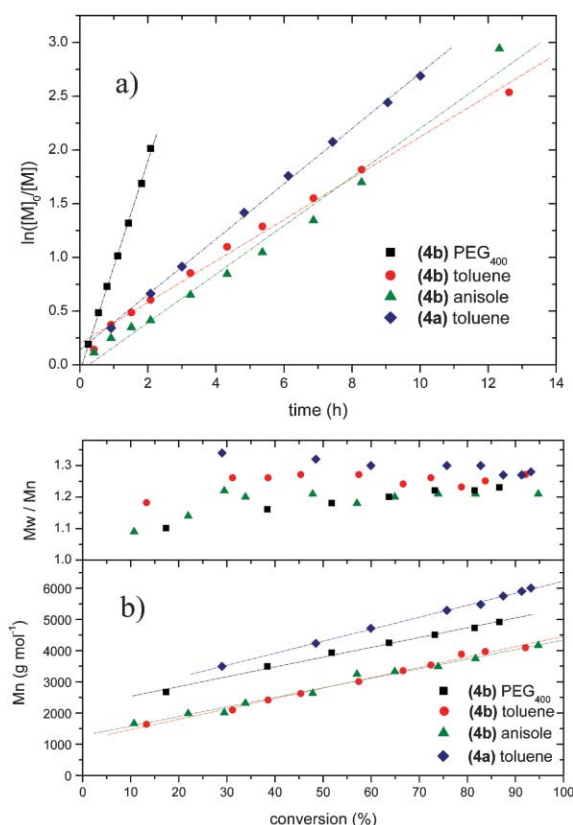 a)
ln([M]₀/[M])
3.0
2.5
2.0
1.5
1.0
0.5
0.0
0 2 4 6 8 10 12 14
time (h)
(4b) PEG₄₀₀
(4b) toluene
(4b) anisole
(4a) toluene
Mw / Mn
1.3
1.2
1.1
1.0
b)
Mn (g mol⁻¹)
6000
5000
4000
3000
2000
1000
0
0 10 20 30 40 50 60 70 80 90 100
conversion (%)
(4b) PEG₄₀₀
(4b) toluene
(4b) anisole
(4a) toluene